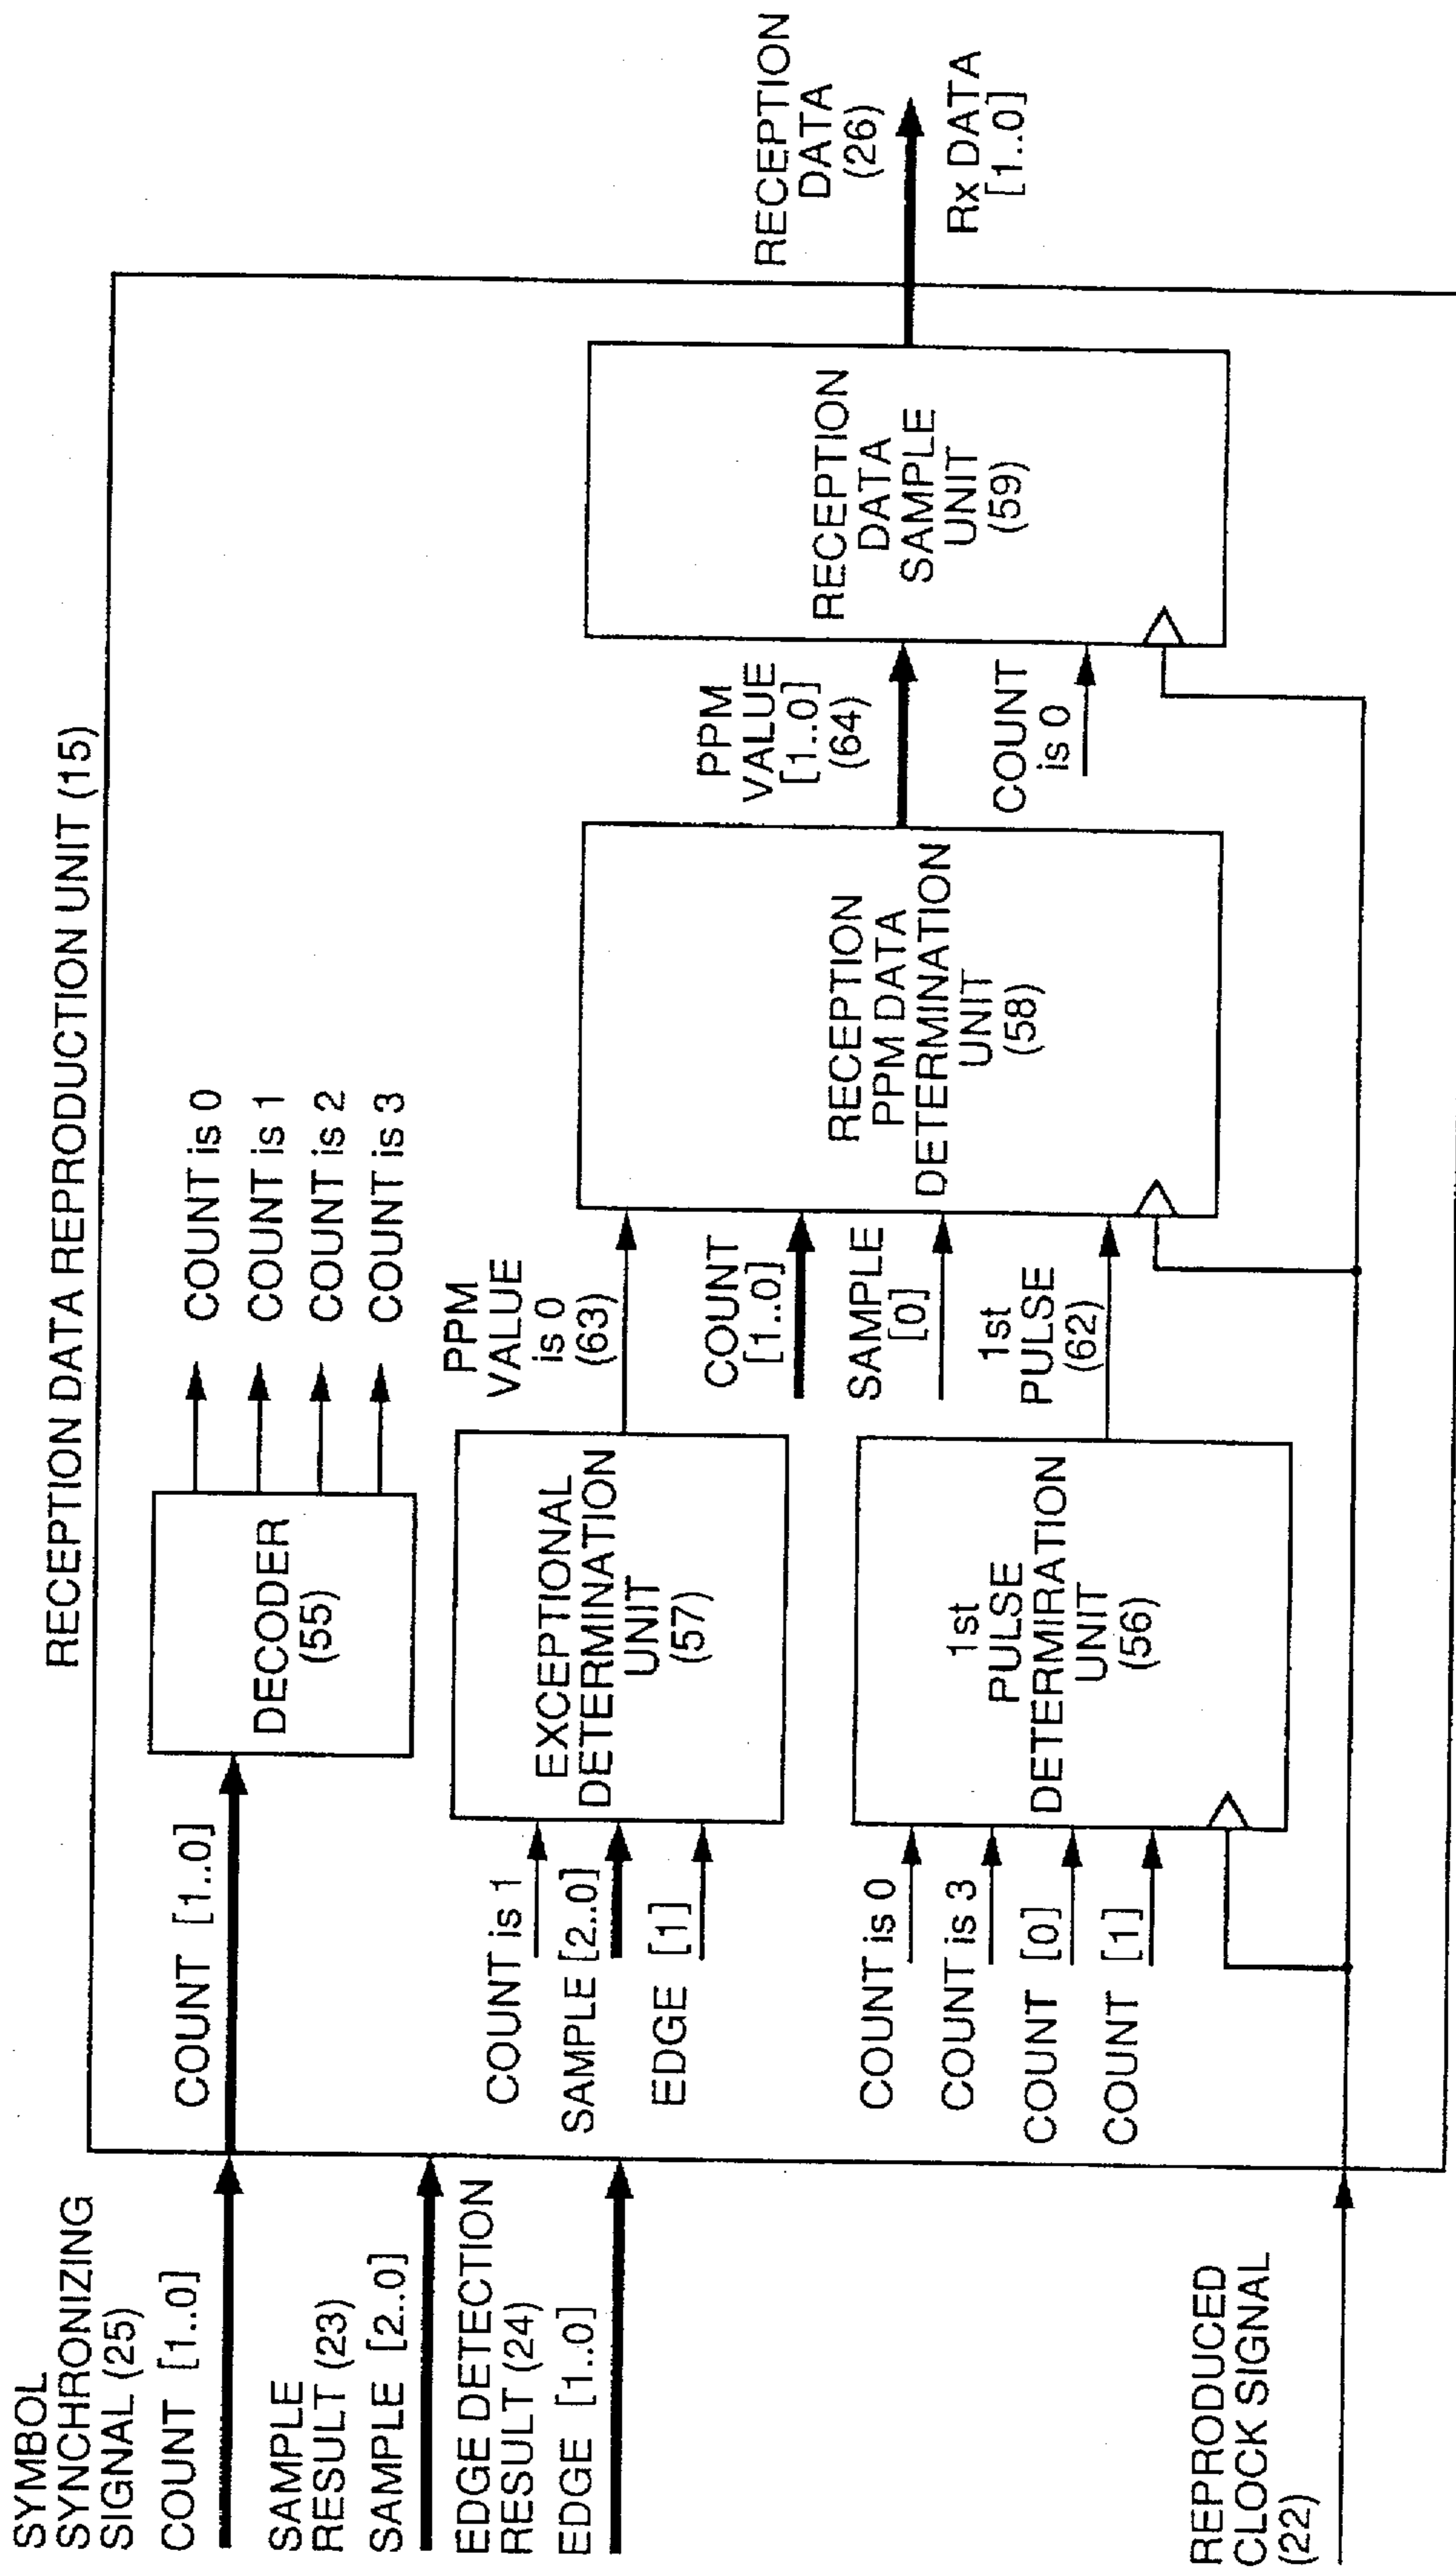 RECEPTION DATA REPRODUCTION UNIT (15)
SYMBOL
SYNCHRONIZING
SIGNAL (25)
COUNT [1..0]
SAMPLE
RESULT (23)
SAMPLE [2..0]
EDGE DETECTION
RESULT (24)
EDGE [1..0]
REPRODUCED
CLOCK SIGNAL
(22)
COUNT [1..0]
DECODER
(55)
COUNT is 0
COUNT is 1
COUNT is 2
COUNT is 3
COUNT is 1
SAMPLE [2..0]
EDGE [1]
EXCEPTIONAL
DETERMINATION
UNIT
(57)
PPM
VALUE
is 0
(63)
COUNT is 0
COUNT is 3
COUNT [0]
COUNT [1]
1st
PULSE
DETERMIRATION
UNIT
(56)
COUNT
[1..0]
SAMPLE
[0]
1st
PULSE
(62)
RECEPTION
PPM DATA
DETERMINATION
UNIT
(58)
PPM
VALUE
[1..0]
(64)
COUNT
is 0
RECEPTION
DATA
SAMPLE
UNIT
(59)
RECEPTION
DATA
(26)
Rx DATA
[1..0]